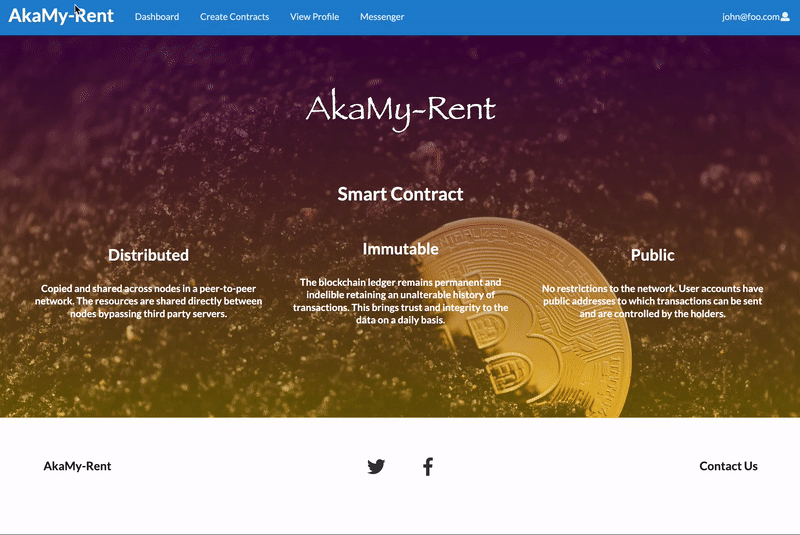 AkaMy-Rent Dashboard Create Contracts View Profile Messenger john@foo.com
AkaMy-Rent
Smart Contract
Distributed
Copied and shared across nodes in a peer-to-peer
network. The resources are shared directly between
nodes bypassing third party servers.
Immutable
The blockchain ledger remains permanent and
indelible retaining an unalterable history of
transactions. This brings trust and integrity to the
data on a daily basis.
Public
No restrictions to the network. User accounts have
public addresses to which transactions can be sent
and are controlled by the holders.
AkaMy-Rent Contact Us